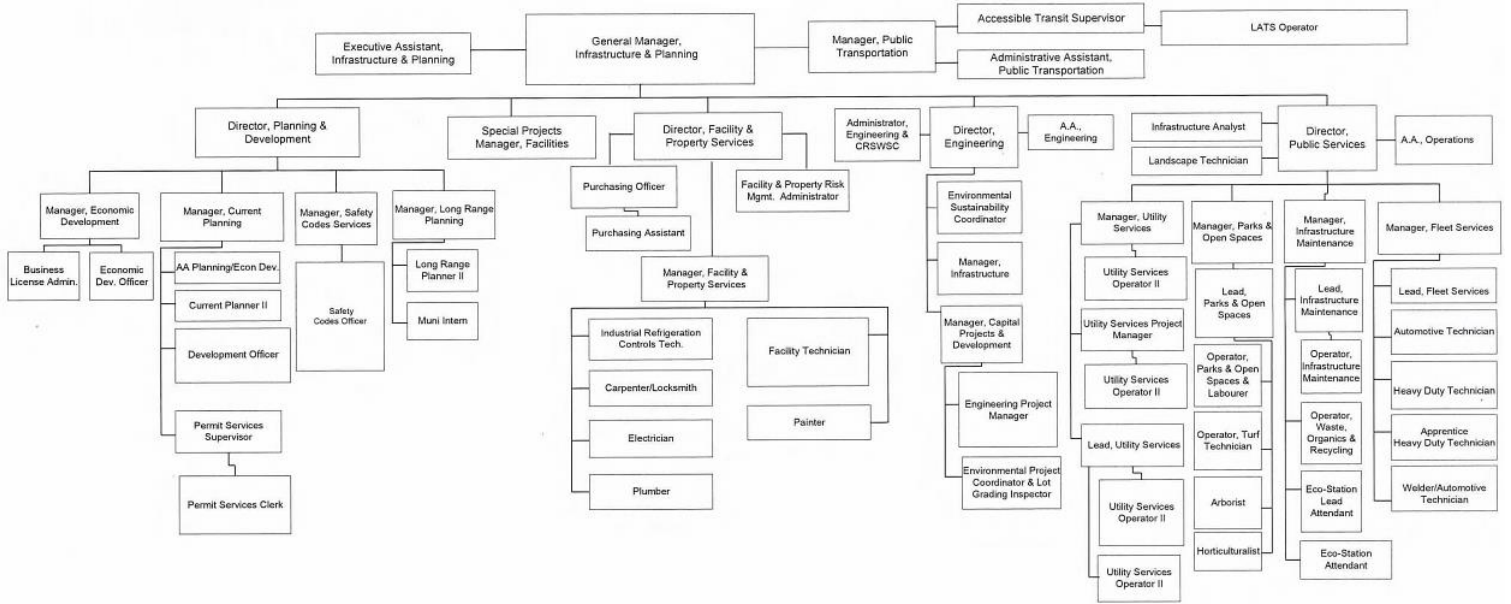 Executive Assistant,
Infrastructure & Planning
General Manager,
Infrastructure & Planning
Manager, Public
Transportation
Accessible Transit Supervisor
LATS Operator
Administrative Assistant,
Public Transportation
Director, Planning &
Development
Special Projects
Manager, Facilities
Director, Facility &
Property Services
Administrator,
Engineering &
CRSWSC
Director,
Engineering
A.A.,
Engineering
Infrastructure Analyst
Landscape Technician
Director,
Public Services
A.A., Operations
Manager, Economic
Development
Business
License Admin.
Economic
Dev. Officer
Manager, Current
Planning
AA Planning/Econ Dev.
Current Planner II
Development Officer
Permit Services
Supervisor
Permit Services Clerk
Manager, Safety
Codes Services
Safety
Codes Officer
Manager, Long Range
Planning
Long Range
Planner II
Muni Intern
Purchasing Officer
Purchasing Assistant
Facility & Property Risk
Mgmt. Administrator
Manager, Facility &
Property Services
Industrial Refrigeration
Controls Tech.
Carpenter/Locksmith
Electrician
Plumber
Facility Technician
Painter
Environmental
Sustainability
Coordinator
Manager,
Infrastructure
Manager, Capital
Projects &
Development
Engineering Project
Manager
Environmental Project
Coordinator & Lot
Grading Inspector
Manager, Utility
Services
Utility Services
Operator II
Utility Services Project
Manager
Utility Services
Operator II
Lead, Utility Services
Utility Services
Operator II
Utility Services
Operator II
Manager, Parks &
Open Spaces
Lead,
Parks & Open
Spaces
Operator,
Parks & Open
Spaces &
Labourer
Operator, Turf
Technician
Arborist
Horticulturalist
Manager,
Infrastructure
Maintenance
Lead,
Infrastructure
Maintenance
Operator,
Infrastructure
Maintenance
Operator,
Waste,
Organics &
Recycling
Eco-Station
Lead
Attendant
Eco-Station
Attendant
Manager, Fleet Services
Lead, Fleet Services
Automotive Technician
Heavy Duty Technician
Apprentice
Heavy Duty Technician
Welder/Automotive
Technician